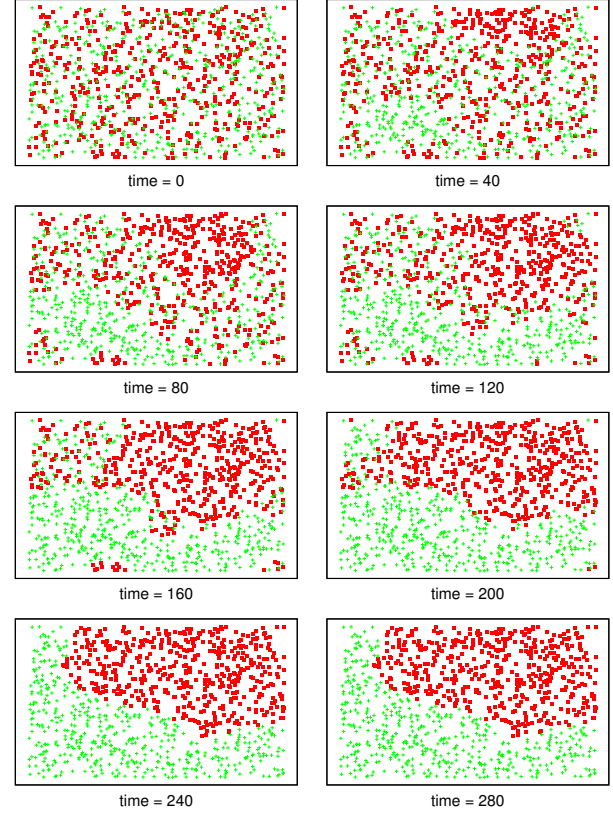 time = 0
time = 40
time = 80
time = 120
time = 160
time = 200
time = 240
time = 280